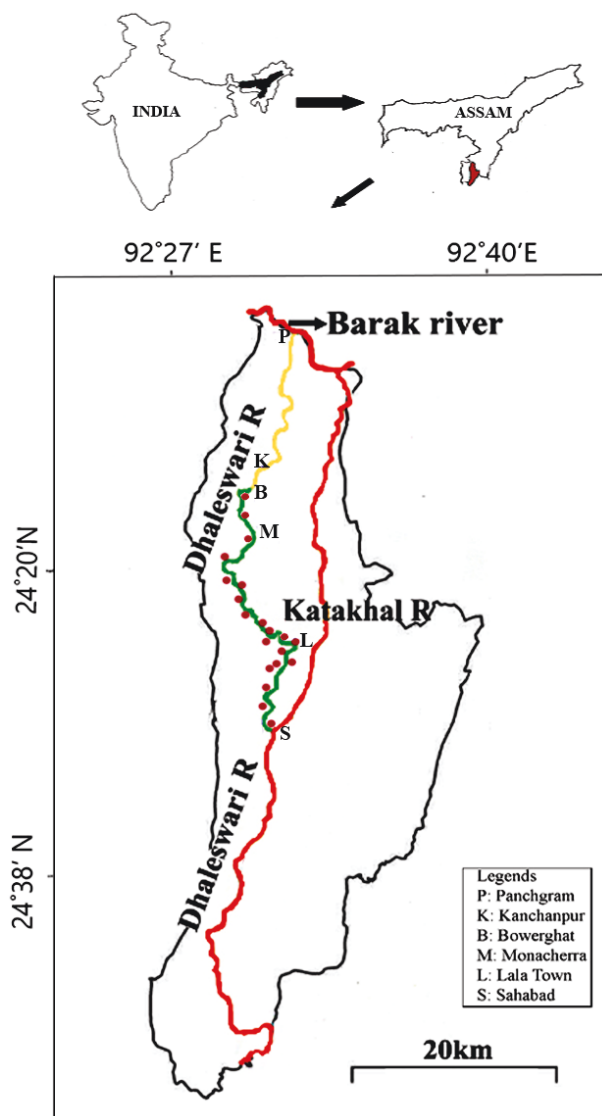 INDIA
ASSAM
92°27' E
92°40'E
Barak river
P
Dhaleswari R
K
B
M
24°20'N
Katakhal R
L
S
Dhaleswari R
24°38' N
Legends
P: Panchgram
K: Kanchanpur
B: Bowerghat
M: Monacherra
L: Lala Town
S: Sahabad
20km